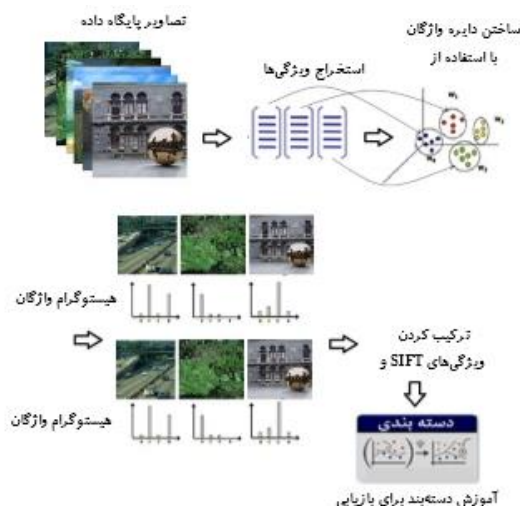 تصاویر پایگاه داده
استخراج ویژگی‌ها
ساختن دایره واژگان
با استفاده از
w₁
هیستوگرام واژگان
هیستوگرام واژگان
ترکیب کردن
ویژگی‌های SIFT و
دسته بندی
آموزش دسته‌بند برای بازیابی